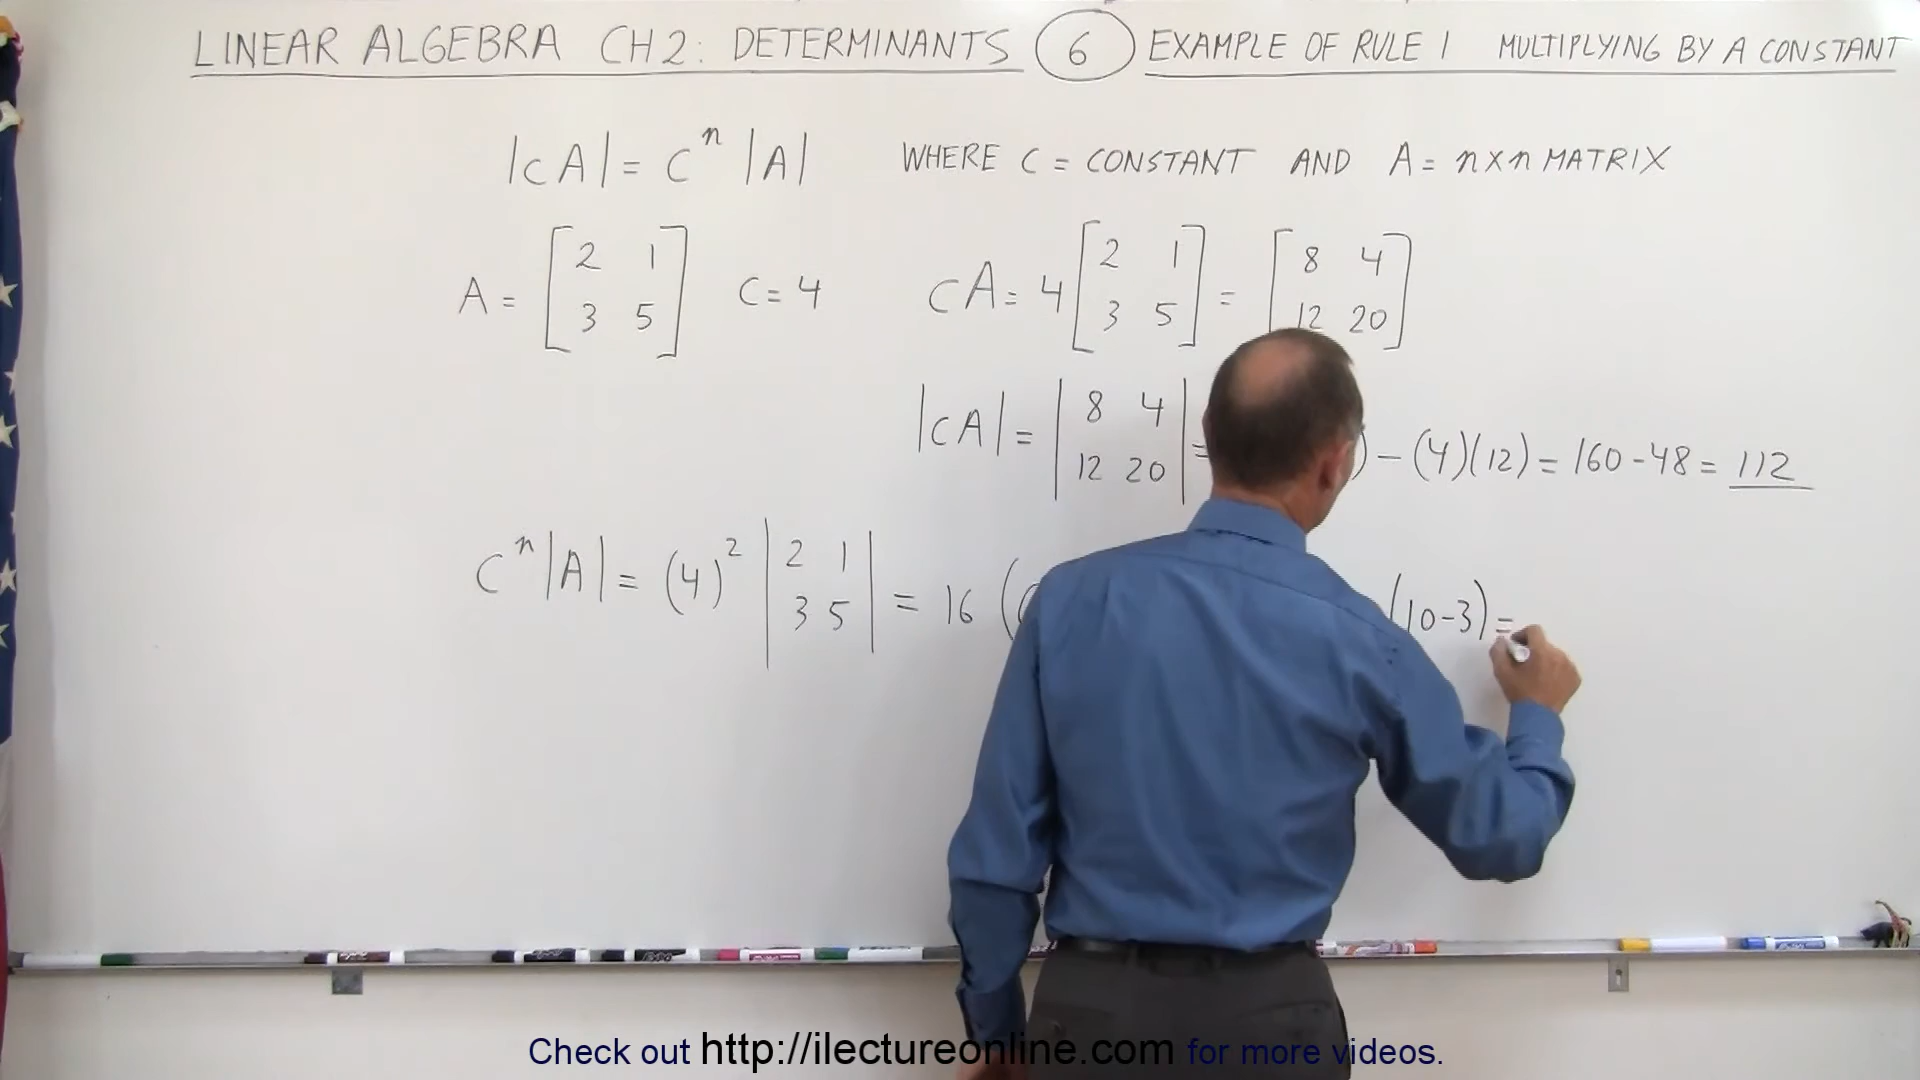 LINEAR ALGEBRA CH 2: DETERMINANTS 6 EXAMPLE OF RULE 1 MULTIPLYING BY A CONSTANT
|cA| = C^n |A| WHERE C = CONSTANT AND A = n×n MATRIX
A = [2 1; 3 5] C = 4 cA = 4 [2 1; 3 5] = [8 4; 12 20]
|cA| = |8 4; 12 20| = ) − (4)(12) = 160 - 48 = 112
C^n |A| = (4)^2 |2 1; 3 5| = 16 ( (10-3) =
Check out http://ilectureonline.com for more videos.